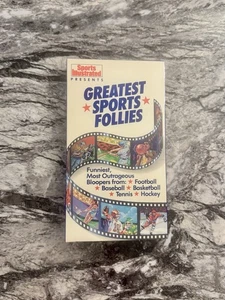 Sports Illustrated
PRESENTS
GREATEST
SPORTS
FOLLIES
Funniest,
Most Outrageous
Bloopers from: ★ Football
★ Baseball ★ Basketball
★ Tennis ★ Hockey